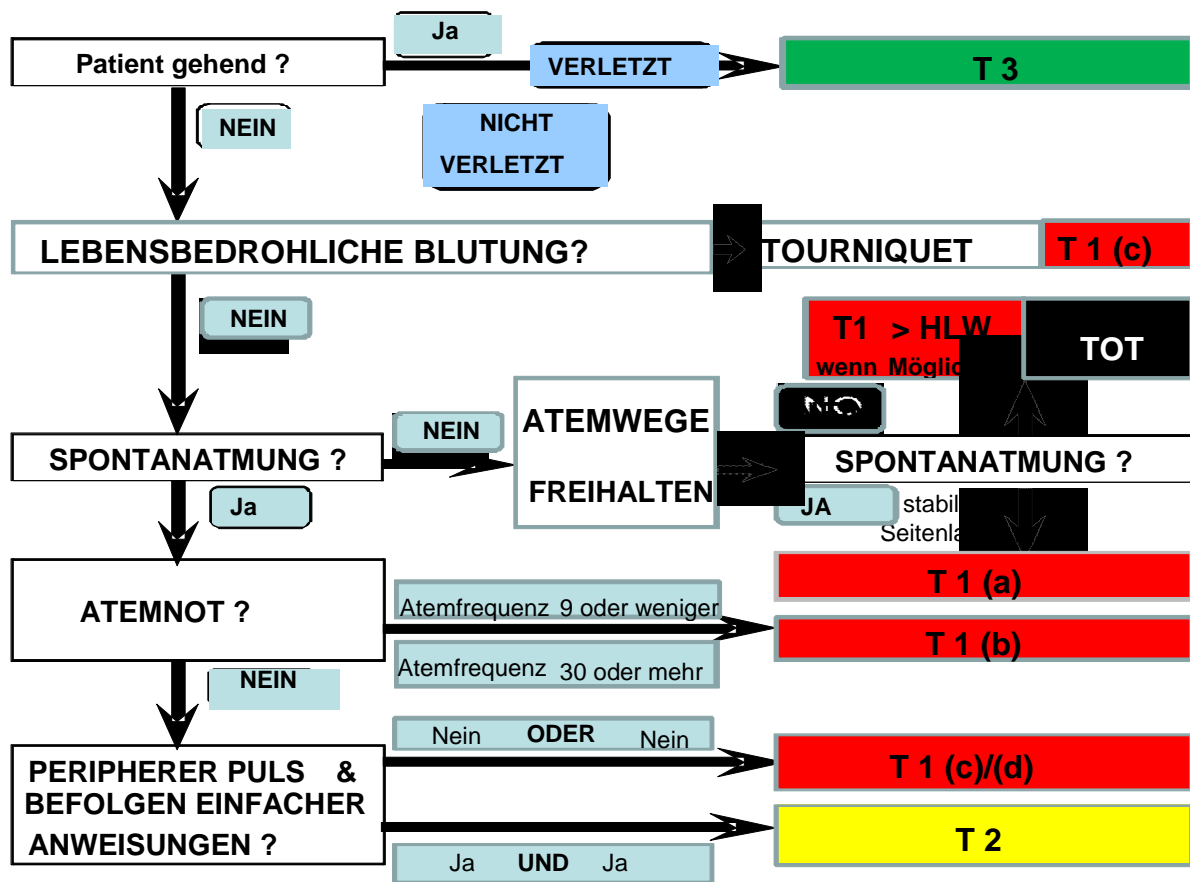 Ja
Patient gehend ?
VERLETZT
T 3
NEIN
NICHT
VERLETZT
LEBENSBEDROHLICHE BLUTUNG?
TOURNIQUET
T 1 (c)
NEIN
T1 > HLW
wenn
TOT
NO
NEIN
ATEMWEGE
FREIHALTEN
SPONTANATMUNG ?
SPONTANATMUNG ?
Ja
JA
T 1 (a)
ATEMNOT ?
Atemfrequenz 9 oder weniger
T 1 (b)
Atemfrequenz 30 oder mehr
NEIN
Nein ODER Nein
PERIPHERER PULS &
BEFOLGEN EINFACHER
ANWEISUNGEN ?
T 1 (c)/(d)
T 2
Ja UND Ja